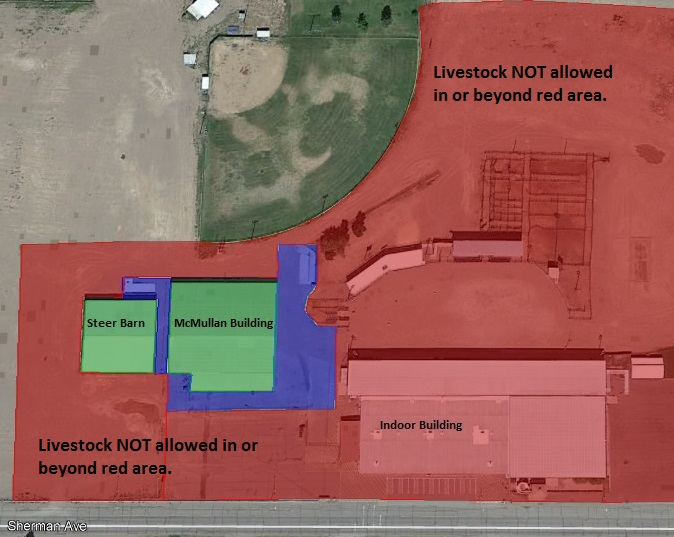 Livestock NOT allowed
in or beyond red area.
Steer Barn
McMullan Building
Indoor Building
Livestock NOT allowed in or
beyond red area.
Sherman Ave